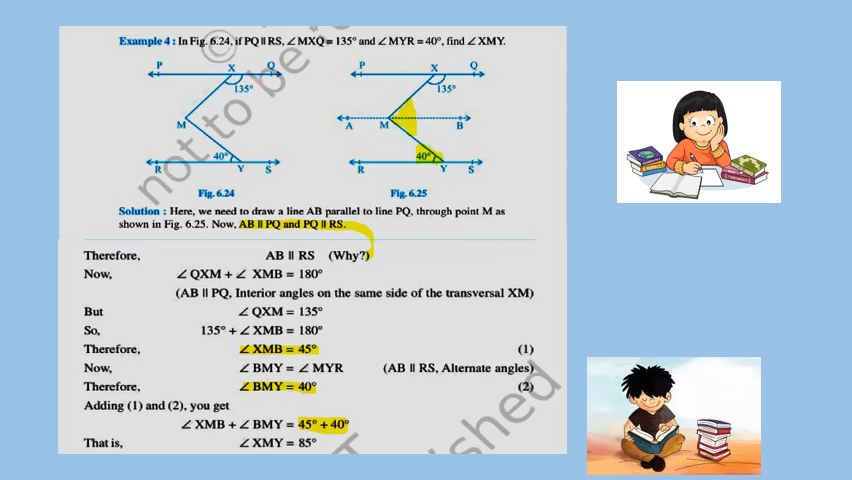 Example 4 : In Fig. 6.24, if PQ ∥ RS, ∠ MXQ = 135° and ∠ MYR = 40°, find ∠ XMY.
P X Q
135°
M
40°
R Y S
Fig. 6.24
P X Q
135°
A M B
40°
R Y S
Fig. 6.25
Solution : Here, we need to draw a line AB parallel to line PQ, through point M as
shown in Fig. 6.25. Now, AB ∥ PQ and PQ ∥ RS.
Therefore, AB ∥ RS (Why?)
Now, ∠ QXM + ∠ XMB = 180°
(AB ∥ PQ, Interior angles on the same side of the transversal XM)
But ∠ QXM = 135°
So, 135° + ∠ XMB = 180°
Therefore, ∠ XMB = 45° (1)
Now, ∠ BMY = ∠ MYR (AB ∥ RS, Alternate angles)
Therefore, ∠ BMY = 40° (2)
Adding (1) and (2), you get
∠ XMB + ∠ BMY = 45° + 40°
That is, ∠ XMY = 85°
© 
not to be